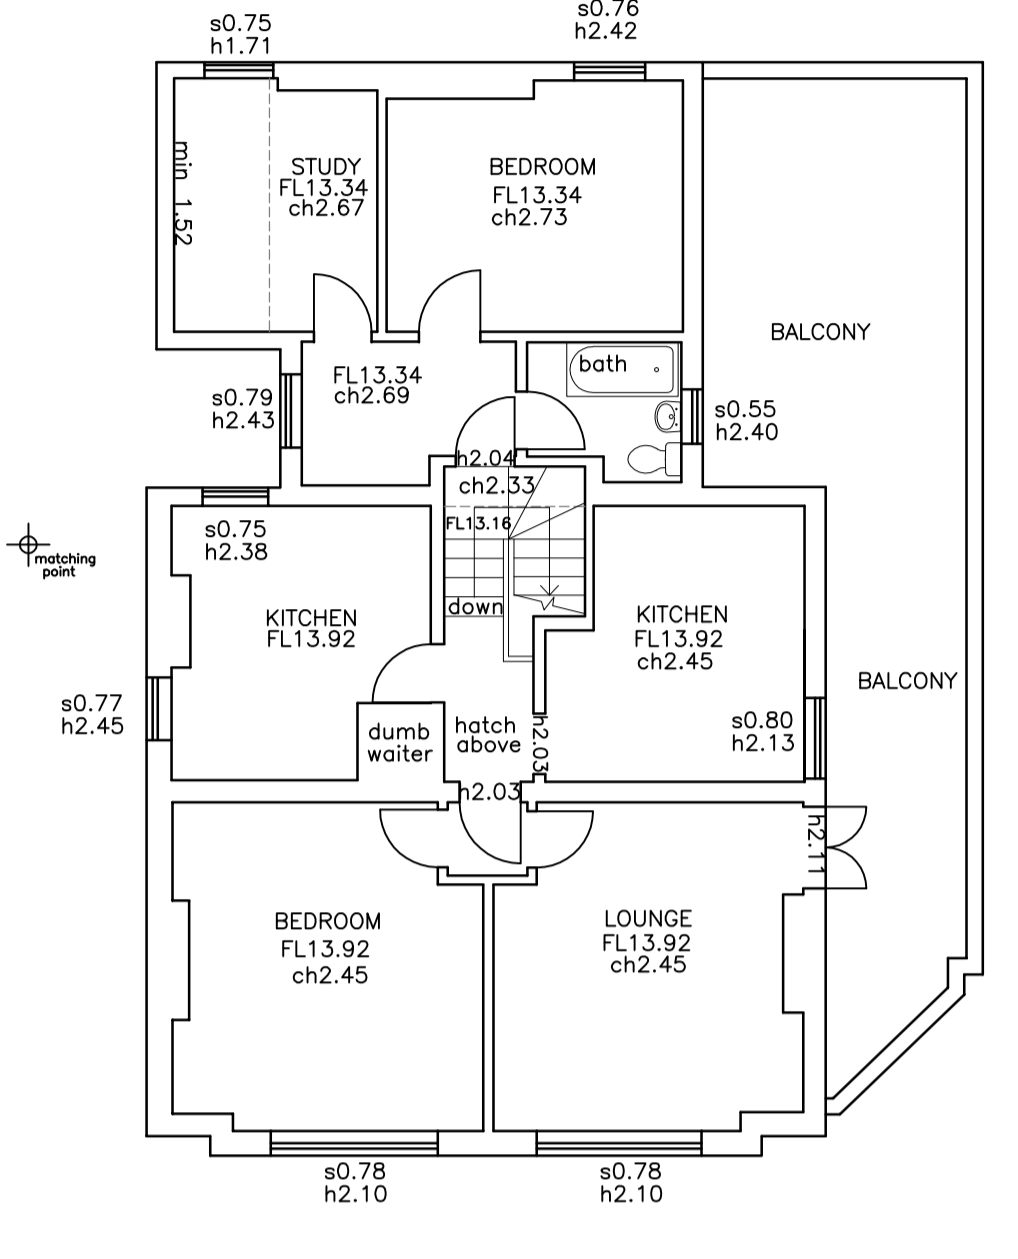 s0.75
h1.71
s0.76
h2.42
min 1.52
STUDY
FL13.34
ch2.67
BEDROOM
FL13.34
ch2.73
BALCONY
FL13.34
ch2.69
bath
s0.79
h2.43
s0.55
h2.40
h2.04
ch2.33
FL13.16
down
s0.75
h2.38
matching
point
KITCHEN
FL13.92
KITCHEN
FL13.92
ch2.45
BALCONY
s0.77
h2.45
dumb
waiter
hatch
above
h2.03
s0.80
h2.13
h2.03
h2.11
BEDROOM
FL13.92
ch2.45
LOUNGE
FL13.92
ch2.45
s0.78
h2.10
s0.78
h2.10